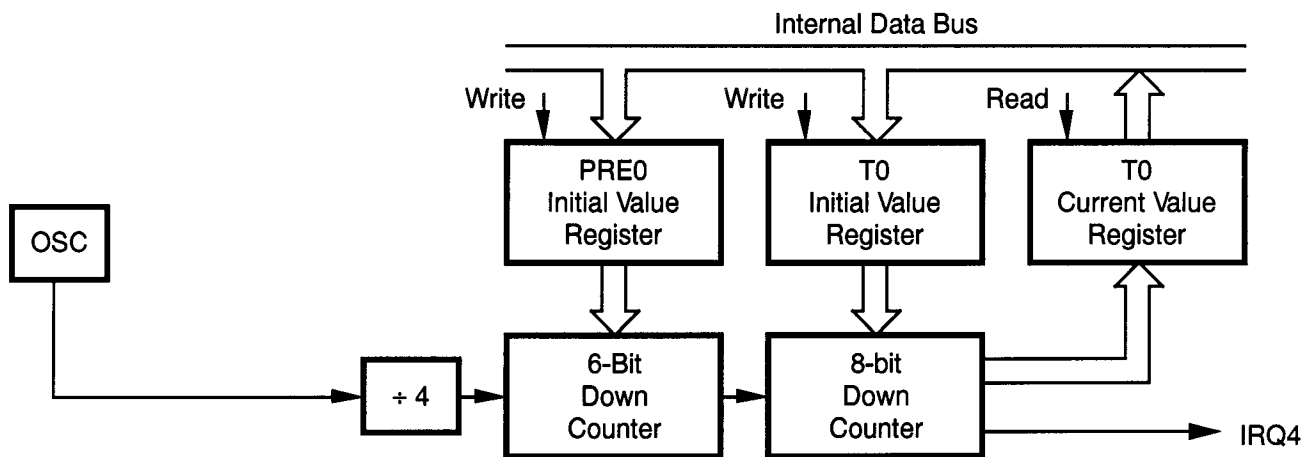 Internal Data Bus
Write
Write
Read
PRE0
Initial Value
Register
T0
Initial Value
Register
T0
Current Value
Register
OSC
÷ 4
6-Bit
Down
Counter
8-bit
Down
Counter
IRQ4